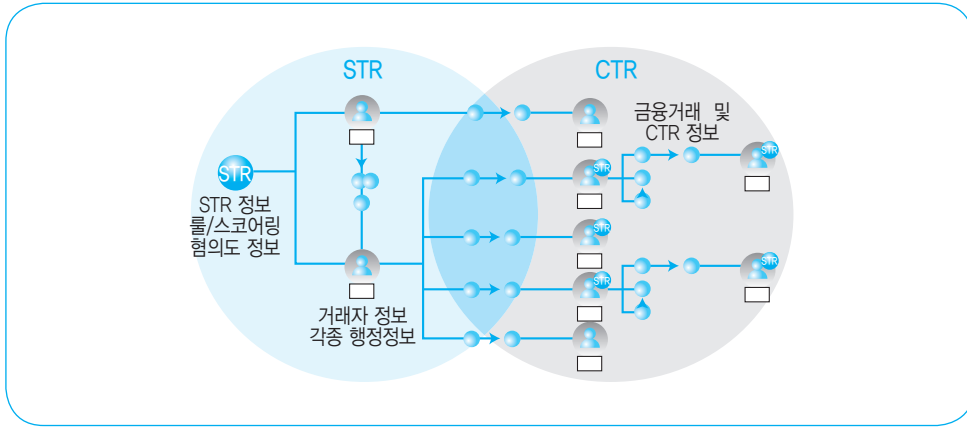 STR
CTR
금융거래 및
CTR 정보
STR
STR
STR
STR 정보
룰/스코어링
혐의도 정보
STR
STR
STR
거래자 정보
각종 행정정보